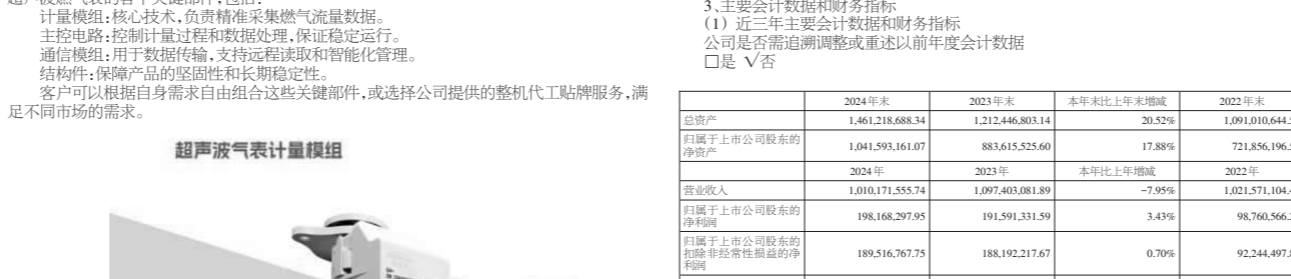 计量模组:核心技术,负责精准采集燃气流量数据。
主控电路:控制计量过程和数据处理,保证稳定运行。
通信模组:用于数据传输,支持远程读取和智能化管理。
结构件:保障产品的坚固性和长期稳定性。
客户可以根据自身需求自由组合这些关键部件,或选择公司提供的整机代工贴牌服务,满
足不同市场的需求。
超声波气表计量模组
3、主要会计数据和财务指标
(1) 近三年主要会计数据和财务指标
公司是否需追溯调整或重述以前年度会计数据
□是 √否
2024年末 2023年末 本年末比上年末增减 2022年末
总资产 1,461,218,688.34 1,212,446,803.14 20.52% 1,091,010,644.
归属于上市公司股东的
净资产 1,041,593,161.07 883,615,525.60 17.88% 721,856,196.
2024年 2023年 本年比上年增减 2022年
营业收入 1,010,171,555.74 1,097,403,081.89 -7.95% 1,021,571,104.
归属于上市公司股东的
净利润 198,168,297.95 191,591,331.59 3.43% 98,760,566.
归属于上市公司股东的
扣除非经常性损益的净
利润 189,516,767.75 188,192,217.67 0.70% 92,244,497.